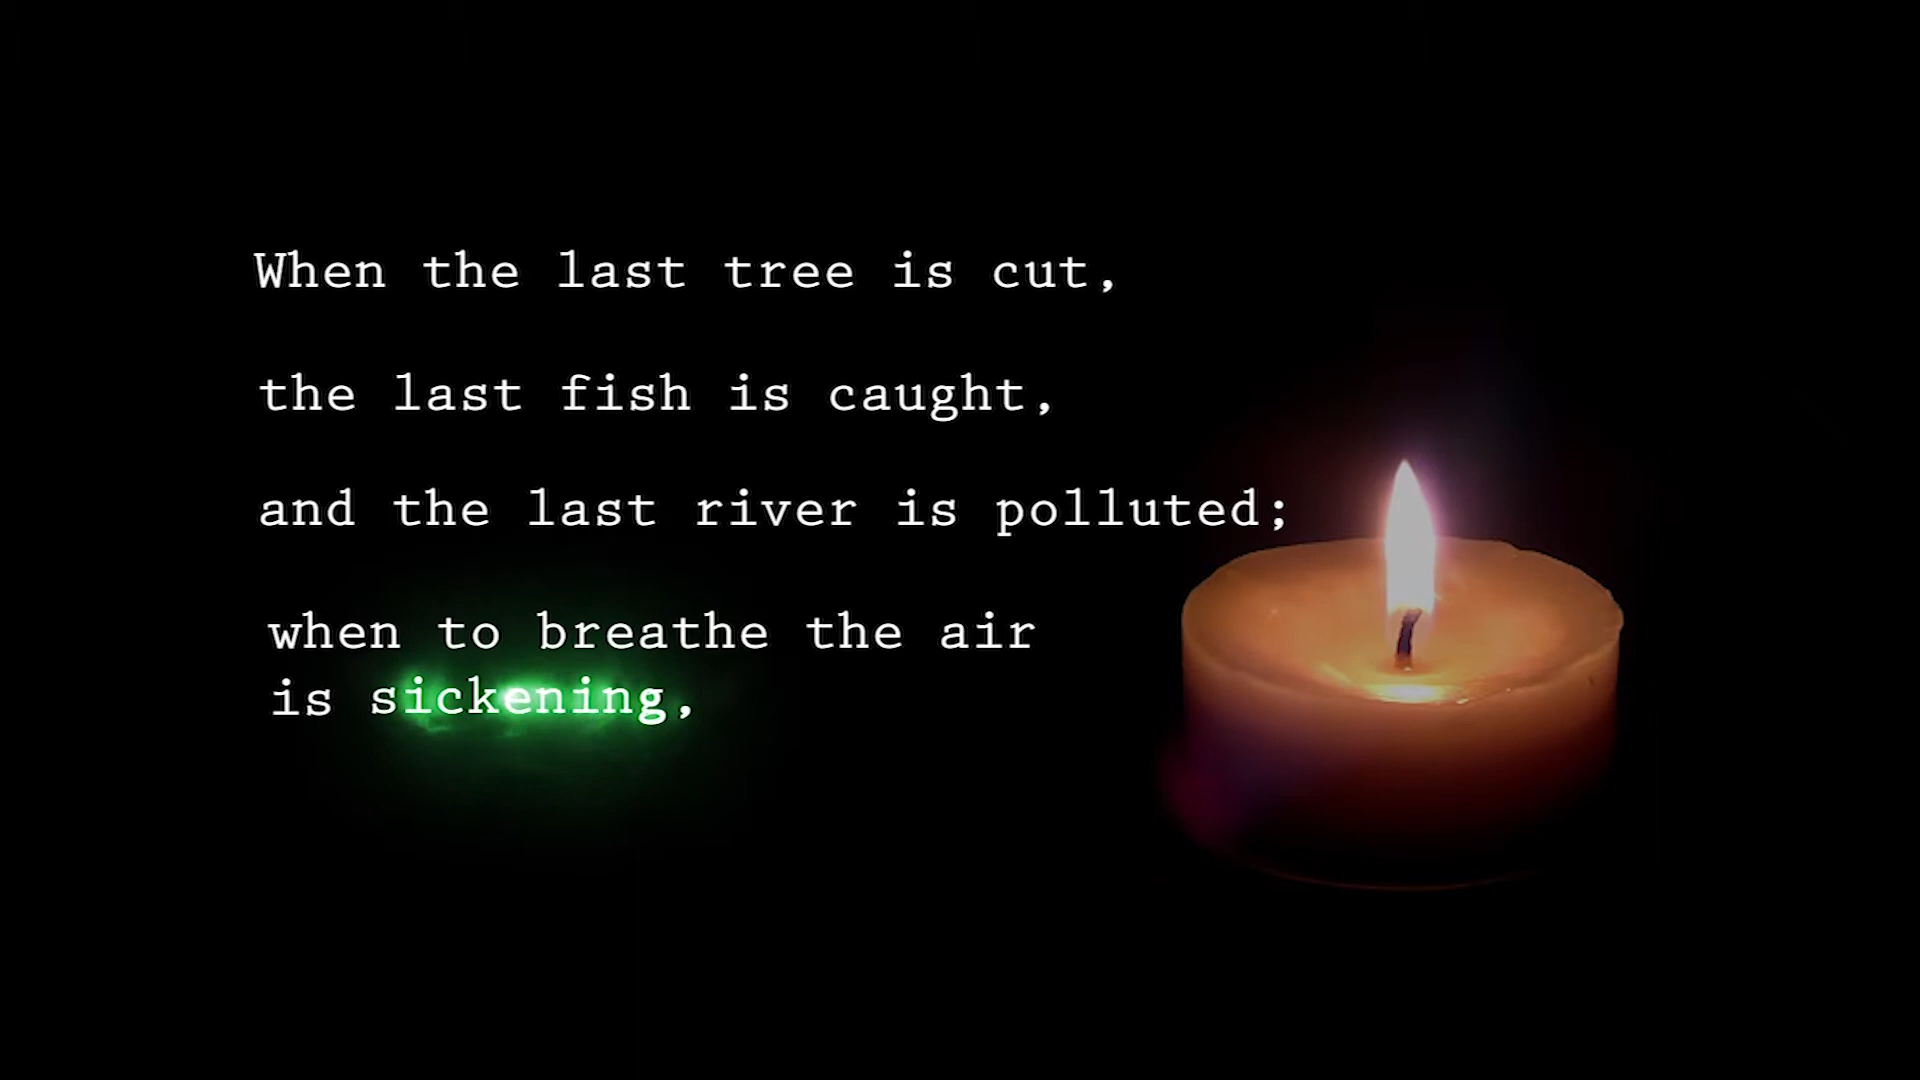 When the last tree is cut,
the last fish is caught,
and the last river is polluted;
when to breathe the air
is sickening,